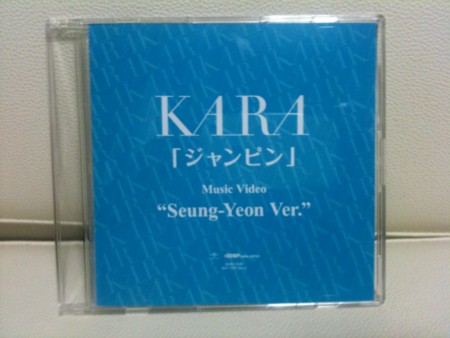 KARA
「ジャンピン」
Music Video
“Seung-Yeon Ver.”